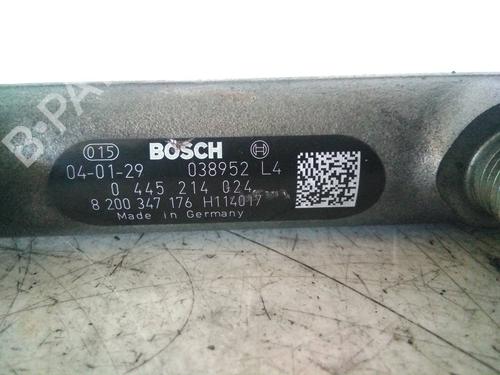 B-PA
015 BOSCH
04-01-29 038952 L4
0 445 214 024
8 200 347 176 H114017
Made in Germany